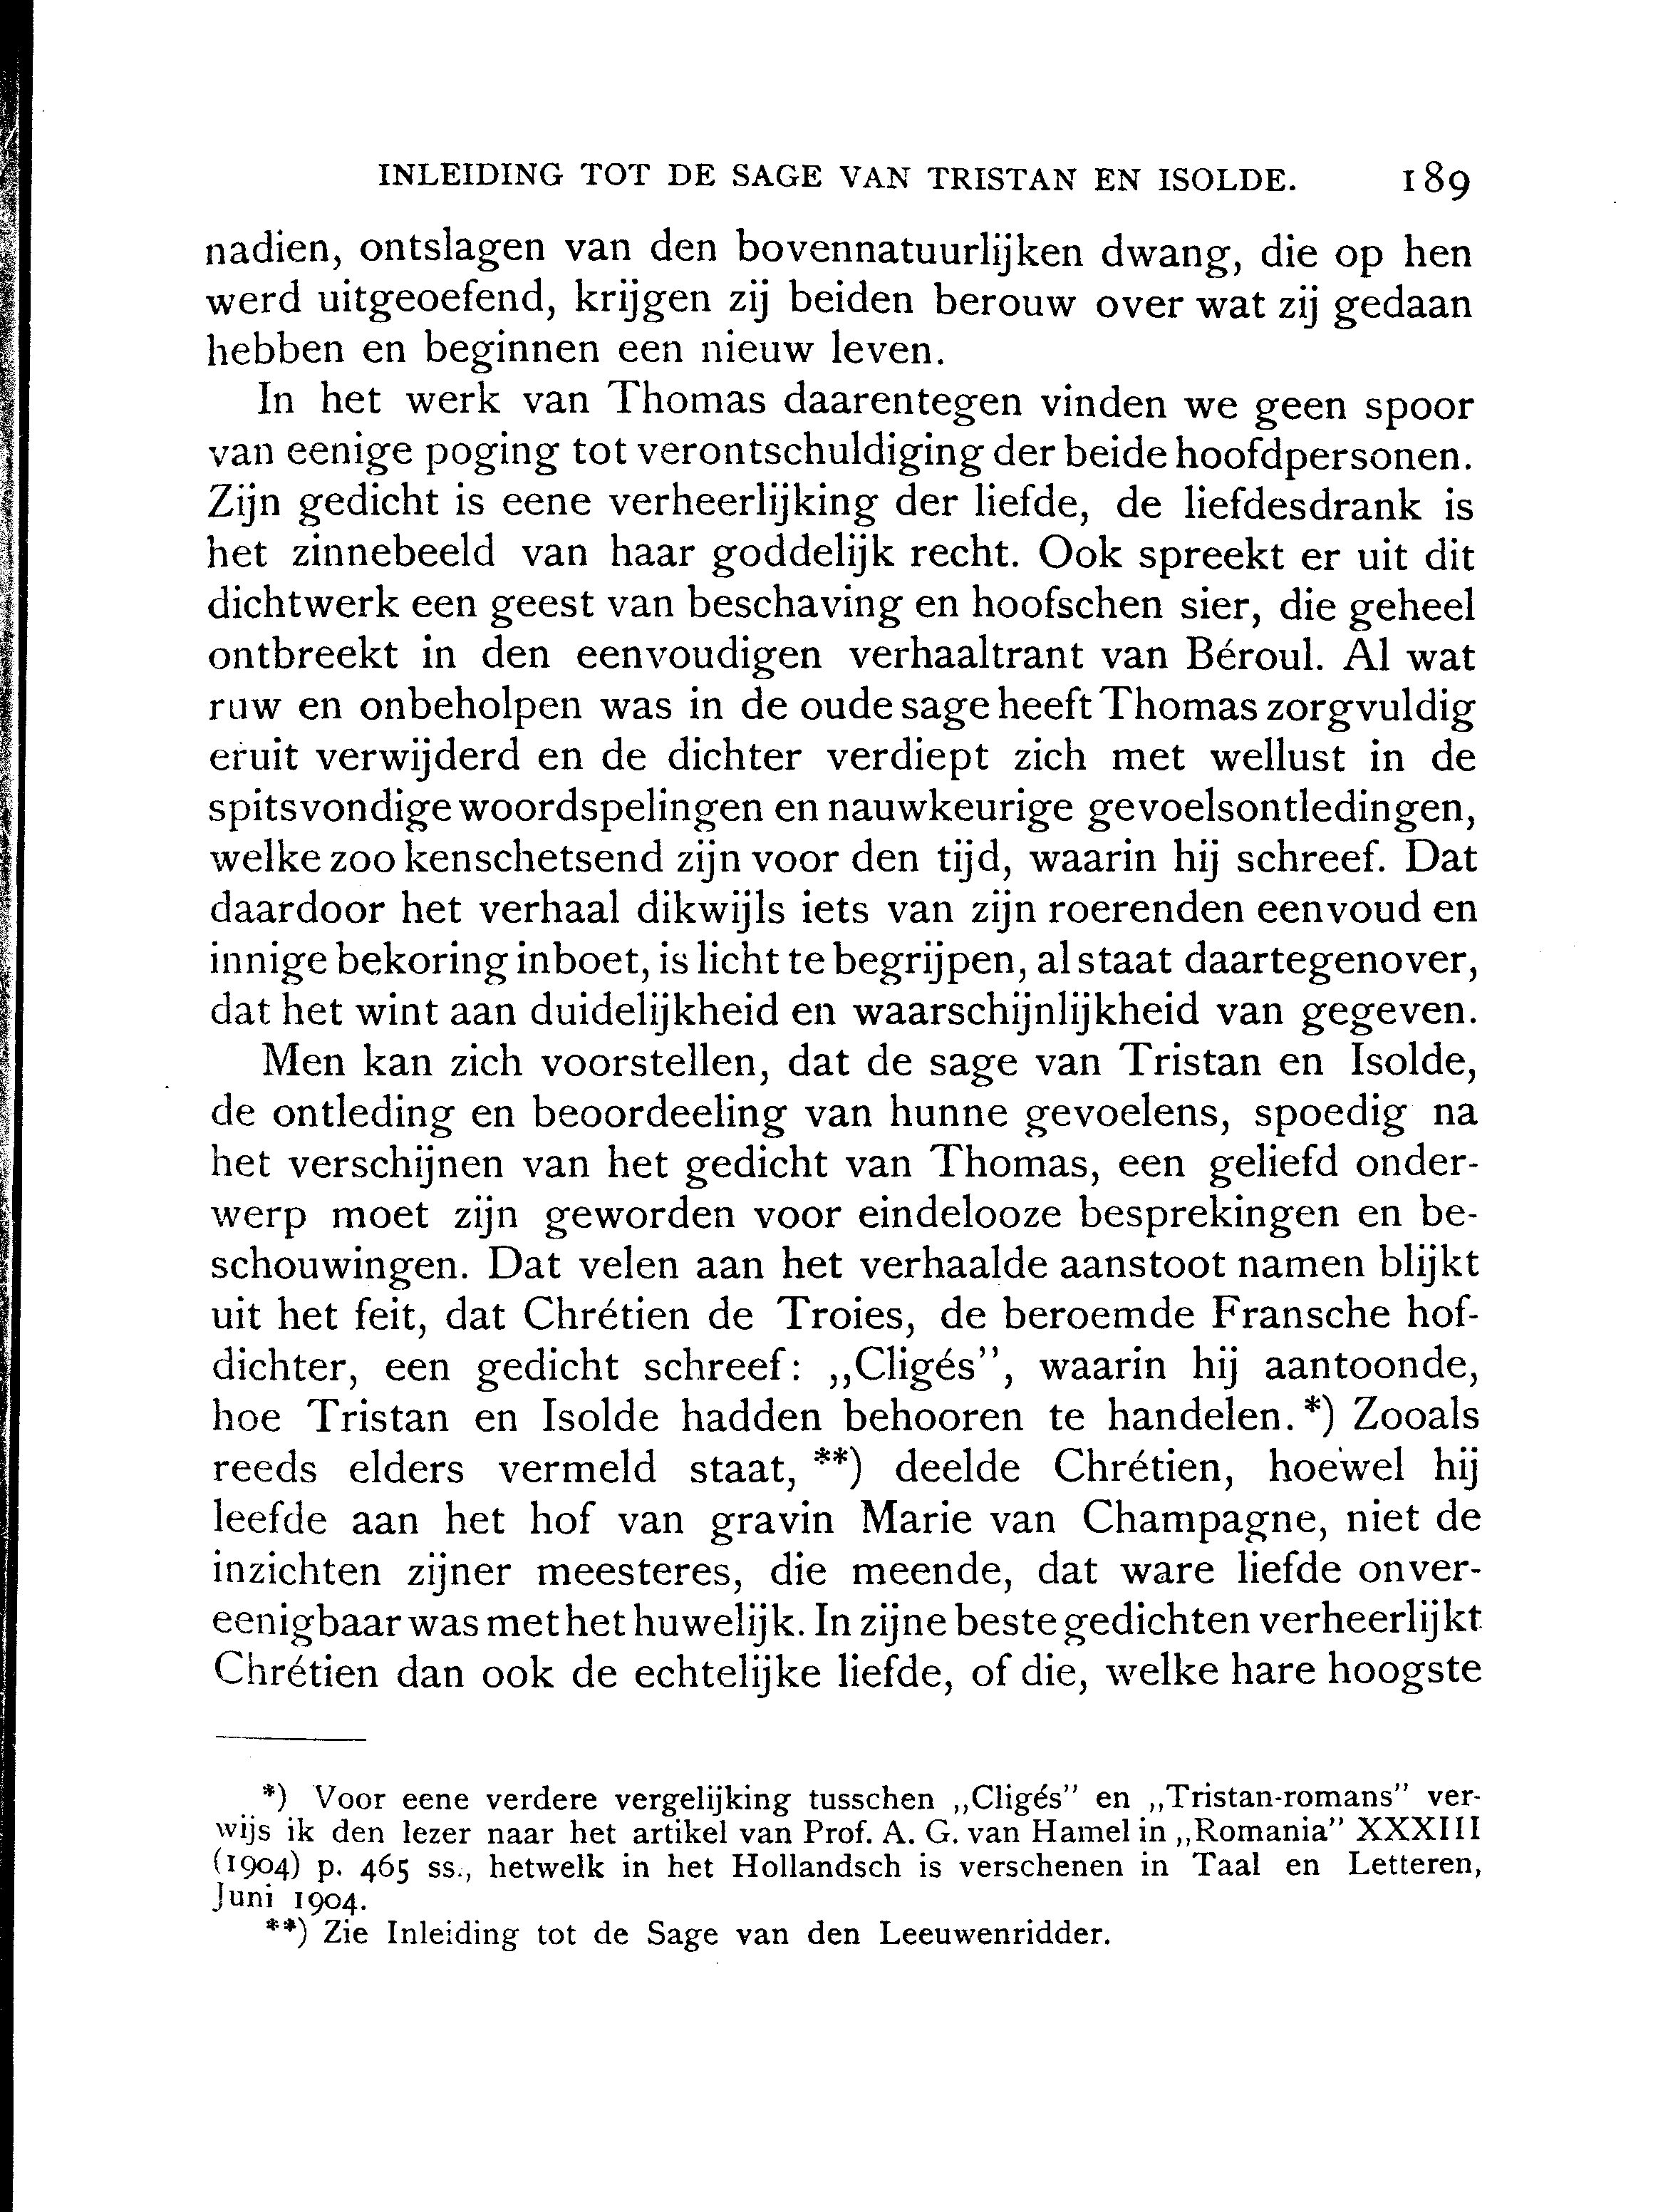 INLEIDING TOT DE SAGE VAN TRISTAN EN ISOLDE. 189
nadien, ontslagen van den bovennatuurlijken dwang, die op hen
werd uitgeoefend, krijgen zij beiden berouw over wat zij gedaan
hebben en beginnen een nieuw leven.
In het werk van Thomas daarentegen vinden we geen spoor
van eenige poging tot verontschuldiging der beide hoofdpersonen.
Zijn gedicht is eene verheerlijking der liefde, de liefdesdrank is
het zinnebeeld van haar goddelijk recht. Ook spreekt er uit dit
dichtwerk een geest van beschaving en hoofschen sier, die geheel
ontbreekt in den eenvoudigen verhaaltrant van Béroul. Al wat
ruw en onbeholpen was in de oude sage heeft Thomas zorgvuldig
eruit verwijderd en de dichter verdiept zich met wellust in de
spitsvondige woordspelingen en nauwkeurige gevoelsontledingen,
welke zoo kenschetsend zijn voor den tijd, waarin hij schreef. Dat
daardoor het verhaal dikwijls iets van zijn roerenden eenvoud en
innige bekoring inboet, is licht te begrijpen, al staat daartegenover,
dat het wint aan duidelijkheid en waarschijnlijkheid van gegeven.
Men kan zich voorstellen, dat de sage van Tristan en Isolde,
de ontleding en beoordeeling van hunne gevoelens, spoedig na
het verschijnen van het gedicht van Thomas, een geliefd onder-
werp moet zijn geworden voor eindelooze besprekingen en be-
schouwingen. Dat velen aan het verhaalde aanstoot namen blijkt
uit het feit, dat Chrétien de Troies, de beroemde Fransche hof-
dichter, een gedicht schreef: „Cligés”, waarin hij aantoonde,
hoe Tristan en Isolde hadden behooren te handelen. *) Zooals
reeds elders vermeld staat, **) deelde Chrétien, hoewel hij
leefde aan het hof van gravin Marie van Champagne, niet de
inzichten zijner meesteres, die meende, dat ware liefde onver-
eenigbaar was met het huwelijk. In zijne beste gedichten verheerlijkt
Chrétien dan ook de echtelijke liefde, of die, welke hare hoogste
*) Voor eene verdere vergelijking tusschen „Cligés” en „Tristan-romans” ver-
wijs ik den lezer naar het artikel van Prof. A. G. van Hamel in „Romania” XXXIII
(1904) p. 465 ss., hetwelk in het Hollandsch is verschenen in Taal en Letteren,
Juni 1904.
**) Zie Inleiding tot de Sage van den Leeuwenridder.